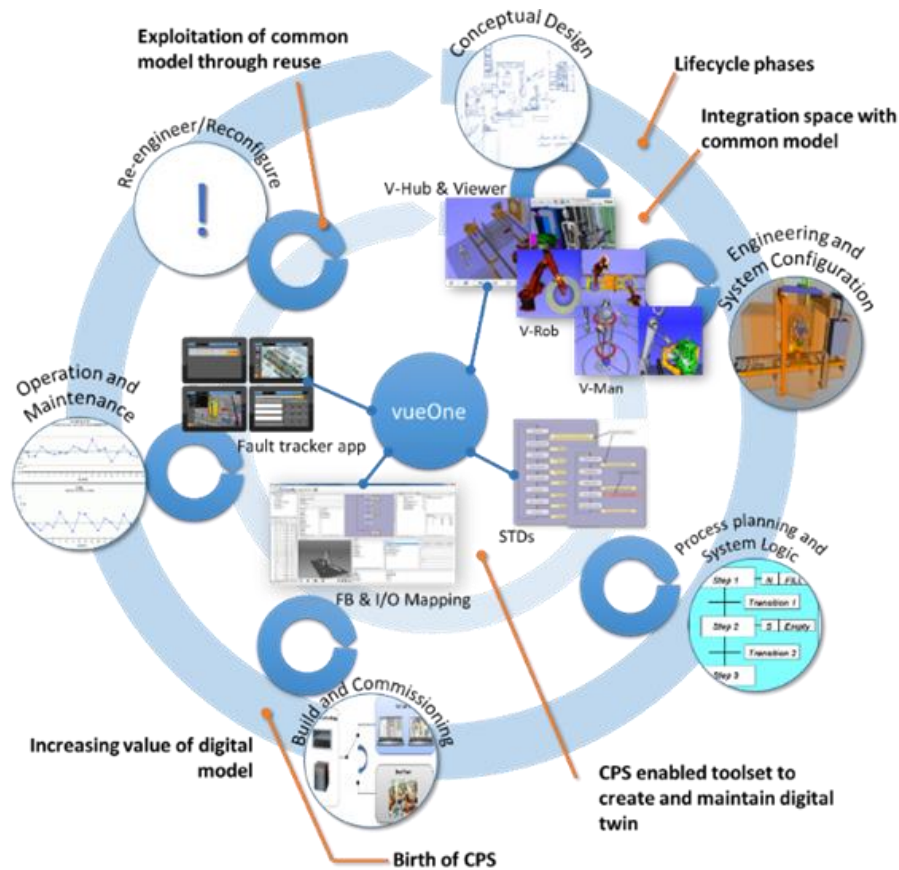 Exploitation of common
model through reuse
Conceptual Design
Lifecycle phases
Integration space with
common model
Re-engineer/Reconfigure
V-Hub & Viewer
Engineering and
System Configuration
V-Rob
V-Man
Operation and
Maintenance
vueOne
Fault tracker app
STDs
FB & I/O Mapping
Process planning and
System Logic
Step 1
N
FILL
Transition 1
Step 2
S
Empty
Transition 2
Step 3
Build and Commissioning
Increasing value of digital
model
CPS enabled toolset to
create and maintain digital
twin
Birth of CPS